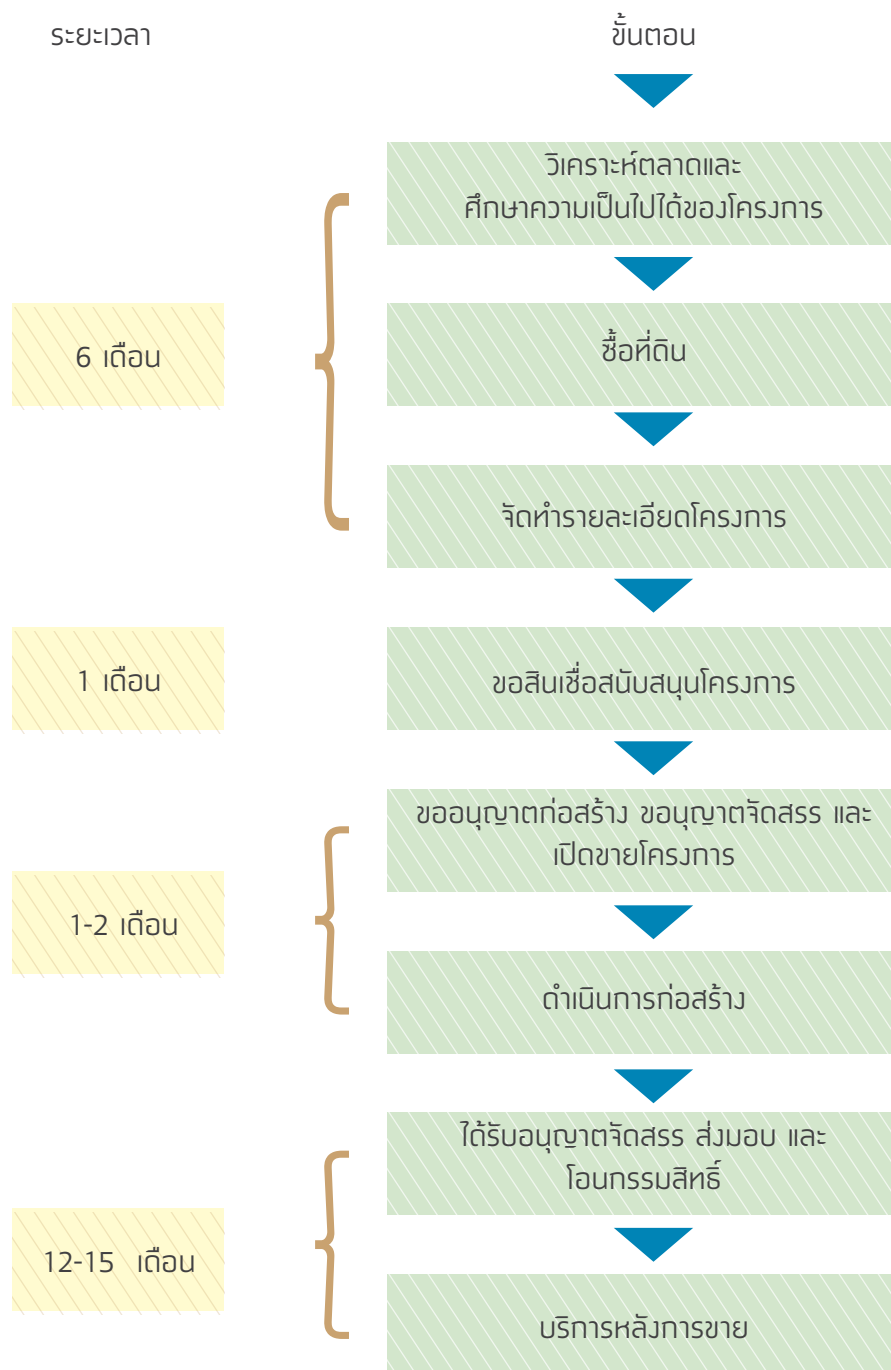 ระยะเวลา
ขั้นตอน
วิเคราะห์ตลาดและ
ศึกษาความเป็นไปได้ของโครงการ
6 เดือน
ซื้อที่ดิน
จัดทำรายละเอียดโครงการ
1 เดือน
ขอสินเชื่อสนับสนุนโครงการ
ขออนุญาตก่อสร้าง ขอนุญาตจัดสรร และ
เปิดขายโครงการ
1-2 เดือน
ดำเนินการก่อสร้าง
ได้รับอนุญาตจัดสรร ส่งมอบ และ
โอนกรรมสิทธิ์
12-15 เดือน
บริการหลังการขาย